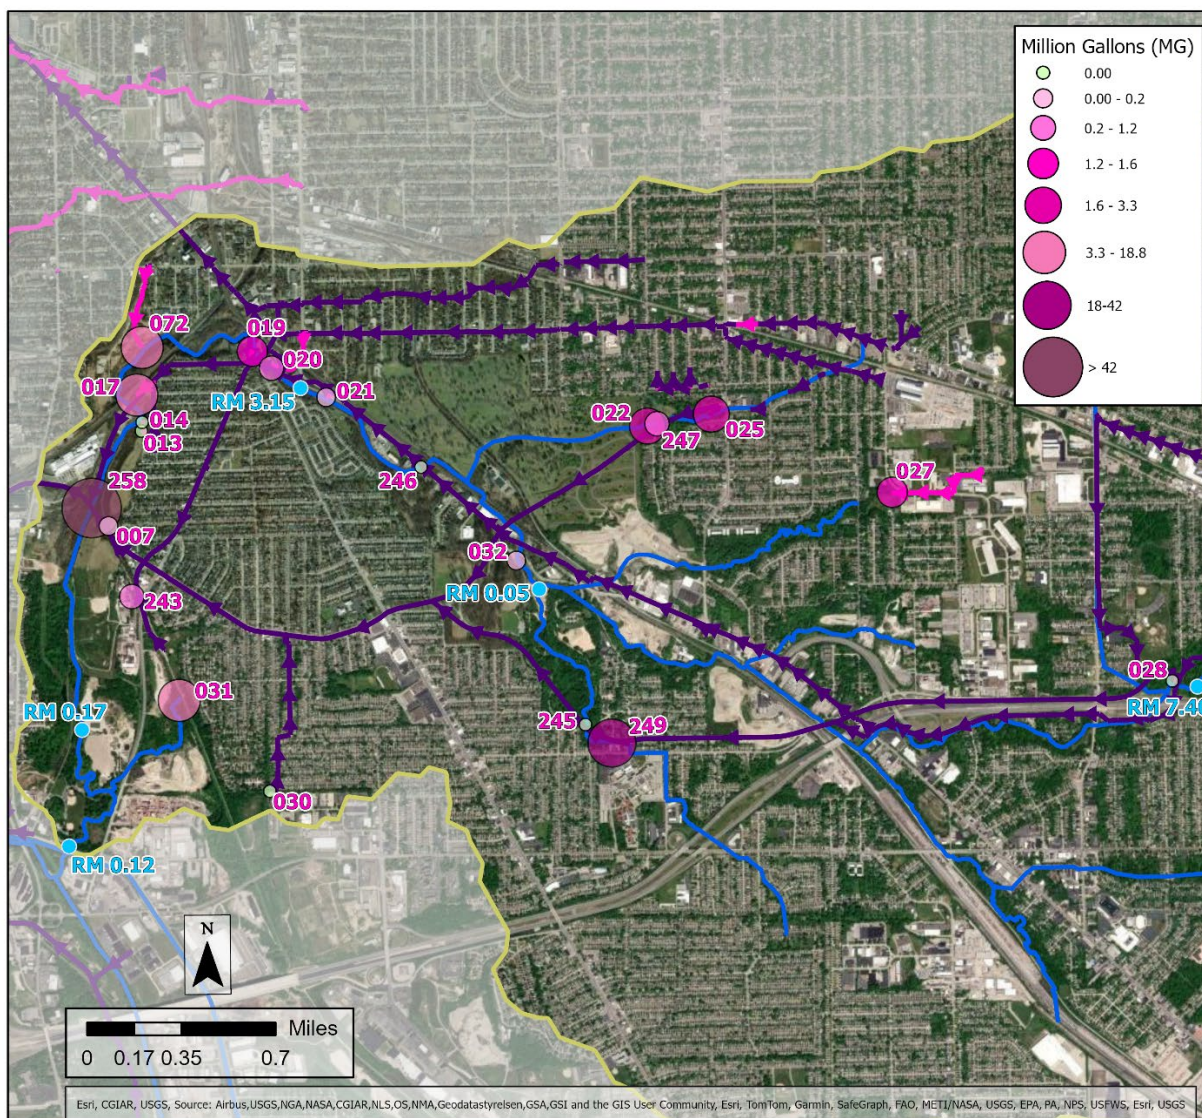 Million Gallons (MG)
0.00
0.00 - 0.2
0.2 - 1.2
1.2 - 1.6
1.6 - 3.3
3.3 - 18.8
18-42
> 42
072
019
020
017
021
RM 3.15
014
013
022
247
025
258
246
027
007
032
243
RM 0.05
031
028
RM 7.40
RM 0.17
245
249
030
RM 0.12
N
Miles
0 0.17 0.35 0.7
Esri, CGIAR, USGS, Source: Airbus,USGS,NGA,NASA,CGIAR,NLS,OS,NMA,Geodatastyrelsen,GSA,GSI and the GIS User Community, Esri, TomTom, Garmin, SafeGraph, FAO, METI/NASA, USGS, EPA, PA, NPS, USFWS, Esri, USGS